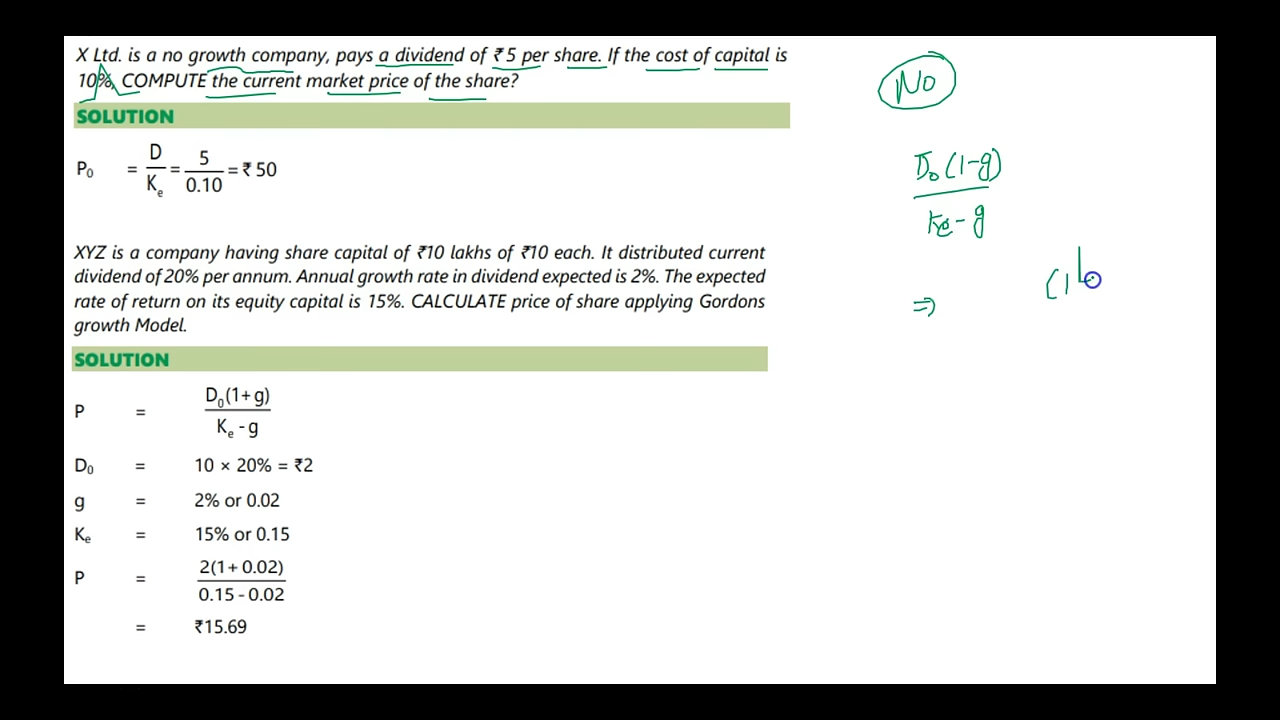 X Ltd. is a no growth company, pays a dividend of ₹ 5 per share. If the cost of capital is
10%, COMPUTE the current market price of the share?
SOLUTION
P₀ = D/Kₑ = 5/0.10 = ₹ 50
XYZ is a company having share capital of ₹10 lakhs of ₹10 each. It distributed current
dividend of 20% per annum. Annual growth rate in dividend expected is 2%. The expected
rate of return on its equity capital is 15%. CALCULATE price of share applying Gordons
growth Model.
SOLUTION
P = D₀(1+ g)
Kₑ - g
D₀ = 10 × 20% = ₹2
g = 2% or 0.02
Kₑ = 15% or 0.15
P = 2(1 + 0.02)
0.15 - 0.02
= ₹15.69
No
D₀ (1-g)
Ke - g
⇒ (1